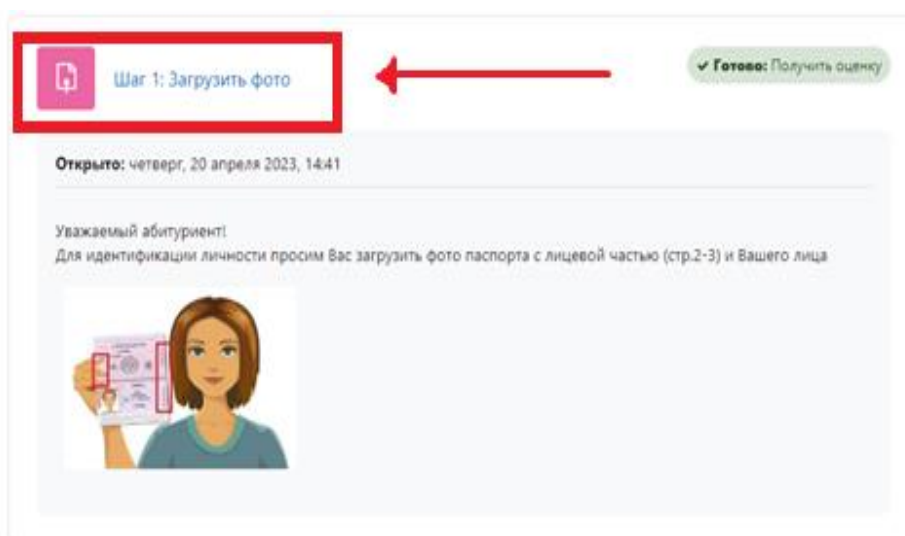 Шаг 1: Загрузить фото
✔ Готово: Получить оценку
Открыто: четверг, 20 апреля 2023, 14:41
Уважаемый абитуриент!
Для идентификации личности просим Вас загрузить фото паспорта с лицевой частью (стр.2-3) и Вашего лица